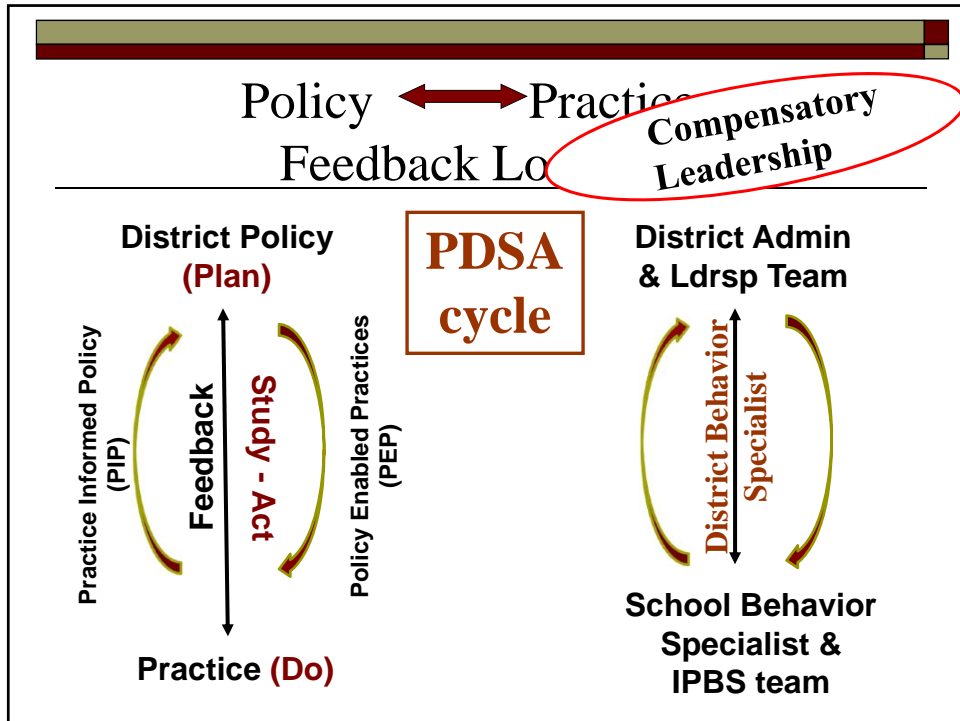 Policy Practice
Feedback Lo
Compensatory
Leadership
District Policy
(Plan)
PDSA
cycle
District Admin
& Ldrsp Team
Practice Informed Policy
(PIP)
Feedback
Study - Act
Policy Enabled Practices
(PEP)
District Behavior
Specialist
Practice (Do)
School Behavior
Specialist &
IPBS team